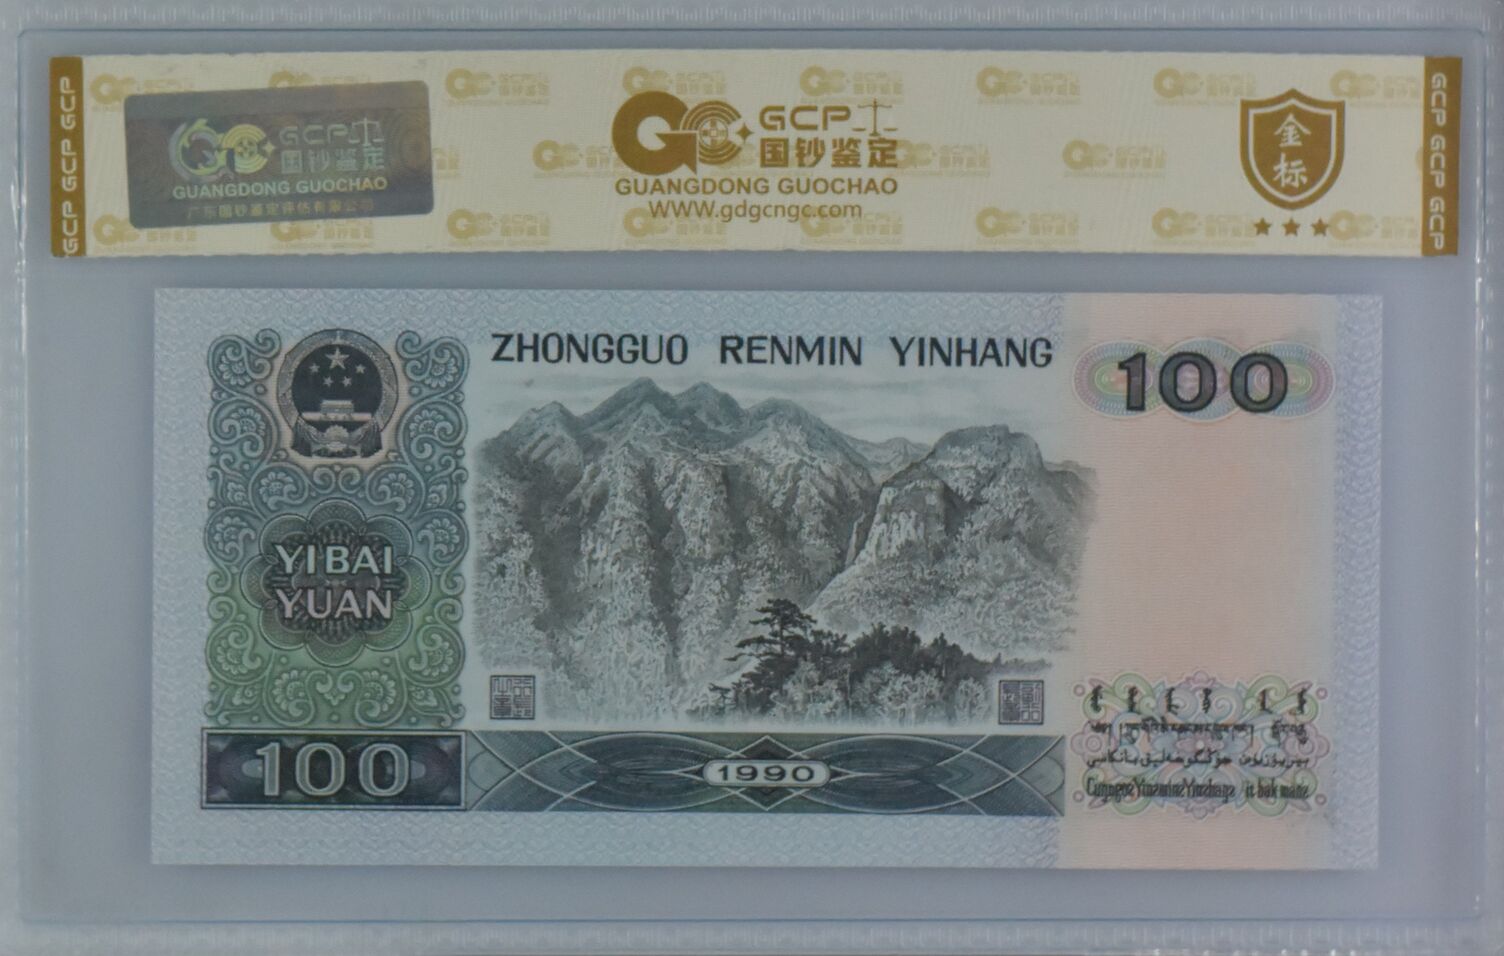 GCP GCP GCP
GCP
国钞鉴定
GUANGDONG GUOCHAO
广东国钞鉴定评估有限公司
GCP
国钞鉴定
GUANGDONG GUOCHAO
WWW.gdgcngc.com
金
标
GCP GCP GCP
ZHONGGUO RENMIN YINHANG
100
YIBAI
YUAN
100
1990